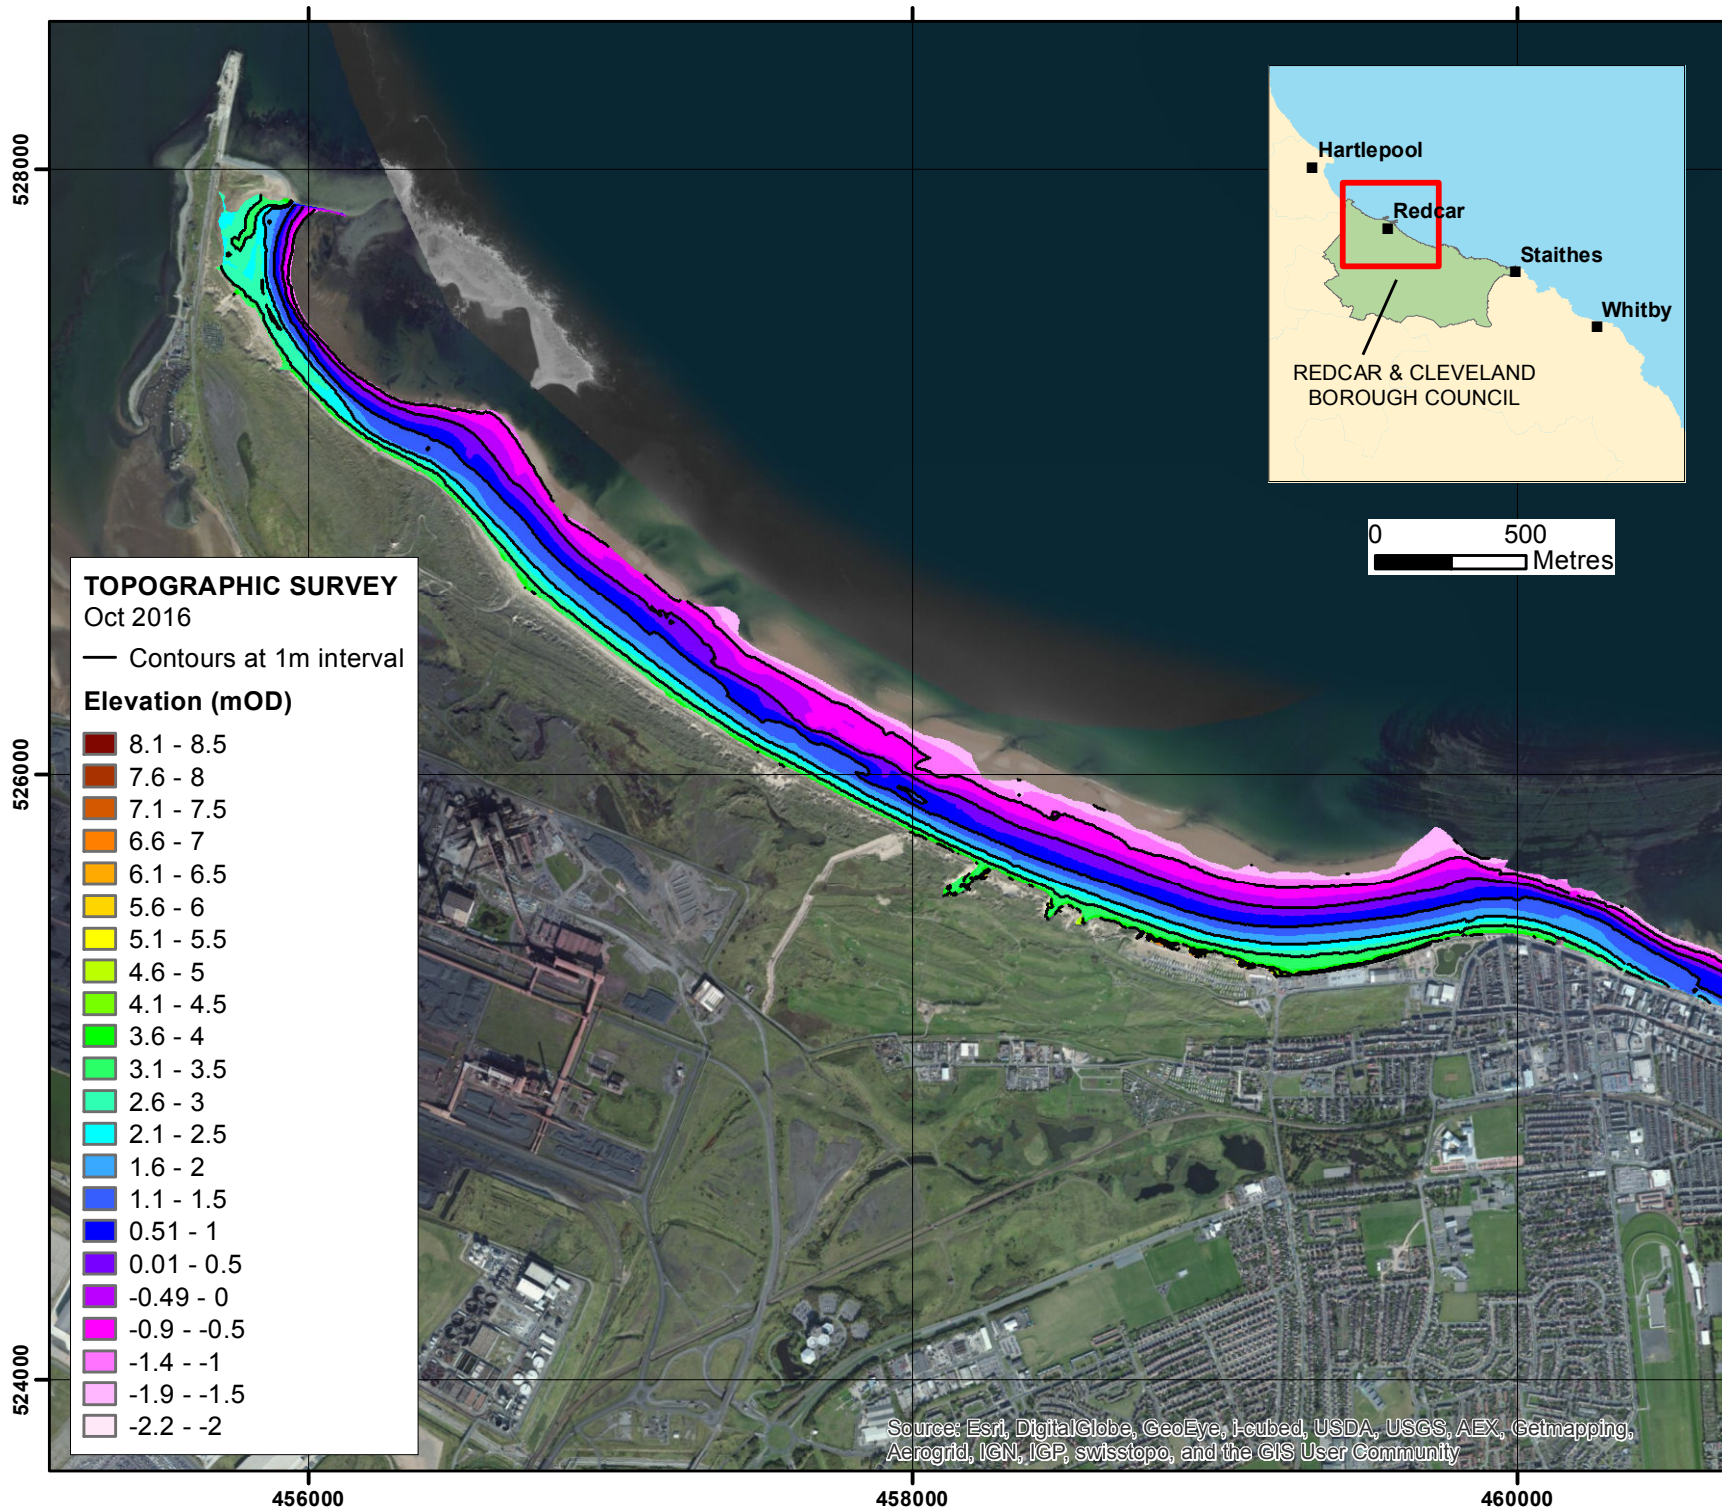 528000
526000
524000
456000
458000
460000
Hartlepool
Redcar
Staithes
Whitby
REDCAR & CLEVELAND
BOROUGH COUNCIL
0 500
Metres
TOPOGRAPHIC SURVEY
Oct 2016
Contours at 1m interval
Elevation (mOD)
8.1 - 8.5
7.6 - 8
7.1 - 7.5
6.6 - 7
6.1 - 6.5
5.6 - 6
5.1 - 5.5
4.6 - 5
4.1 - 4.5
3.6 - 4
3.1 - 3.5
2.6 - 3
2.1 - 2.5
1.6 - 2
1.1 - 1.5
0.51 - 1
0.01 - 0.5
-0.49 - 0
-0.9 - -0.5
-1.4 - -1
-1.9 - -1.5
-2.2 - -2
Source: Esri, DigitalGlobe, GeoEye, i-cubed, USDA, USGS, AEX, Getmapping,
Aerogrid, IGN, IGP, swisstopo, and the GIS User Community